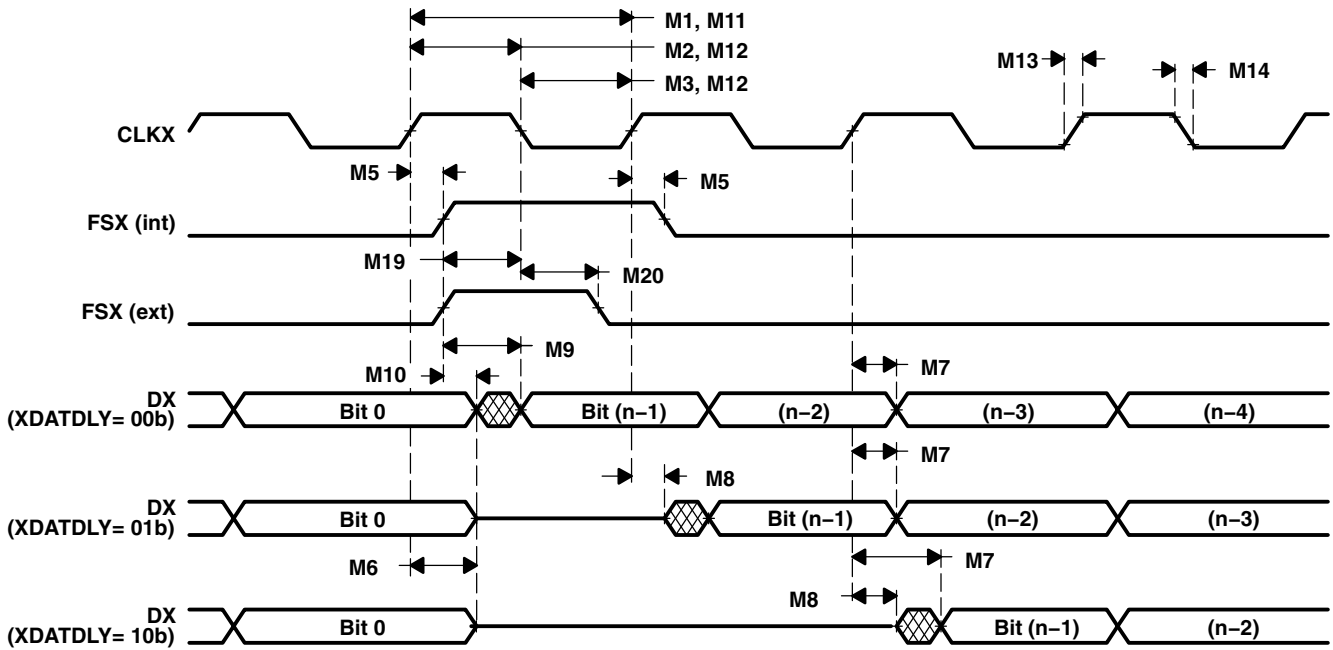 M1, M11
M2, M12
M3, M12
M13
M14
CLKX
M5
M5
FSX (int)
M19
M20
FSX (ext)
M9
M10
M7
DX
(XDATDLY= 00b)
Bit 0
Bit (n−1)
(n−2)
(n−3)
(n−4)
M7
M8
DX
(XDATDLY= 01b)
Bit 0
Bit (n−1)
(n−2)
(n−3)
M6
M7
M8
DX
(XDATDLY= 10b)
Bit 0
Bit (n−1)
(n−2)